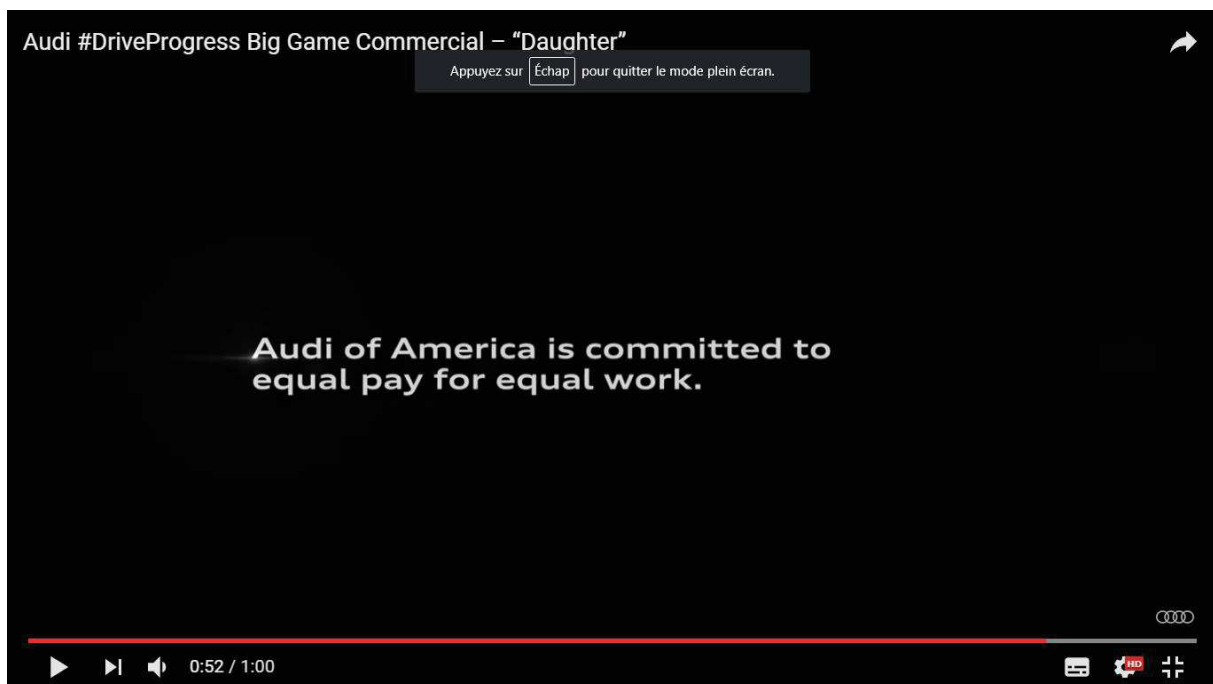 Audi #DriveProgress Big Game Commercial – “Daughter”
Appuyez sur Échap pour quitter le mode plein écran.
Audi of America is committed to
equal pay for equal work.
0:52 / 1:00
HD